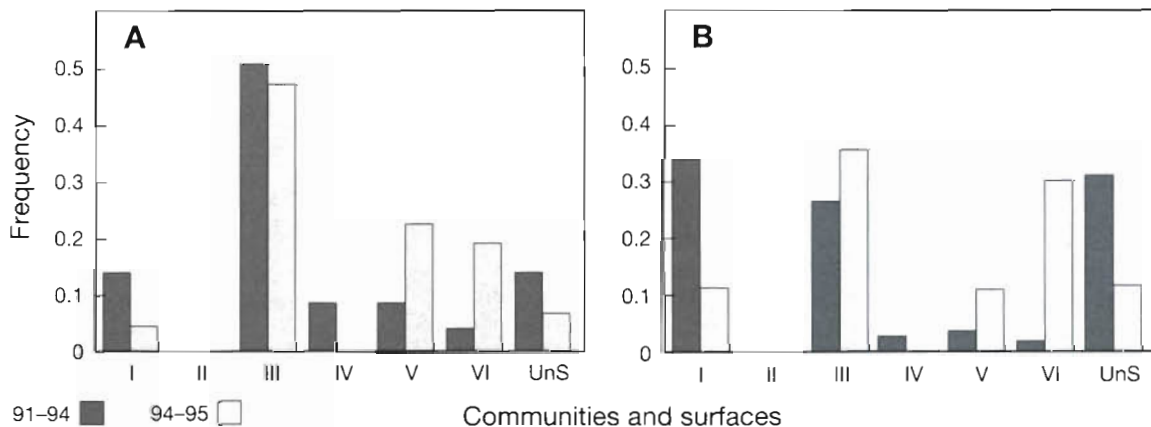 A
B
Frequency
0.5
0.4
0.3
0.2
0.1
0
0.5
0.4
0.3
0.2
0.1
0
I II III IV V VI UnS
I II III IV V VI UnS
91–94 94–95 Communities and surfaces